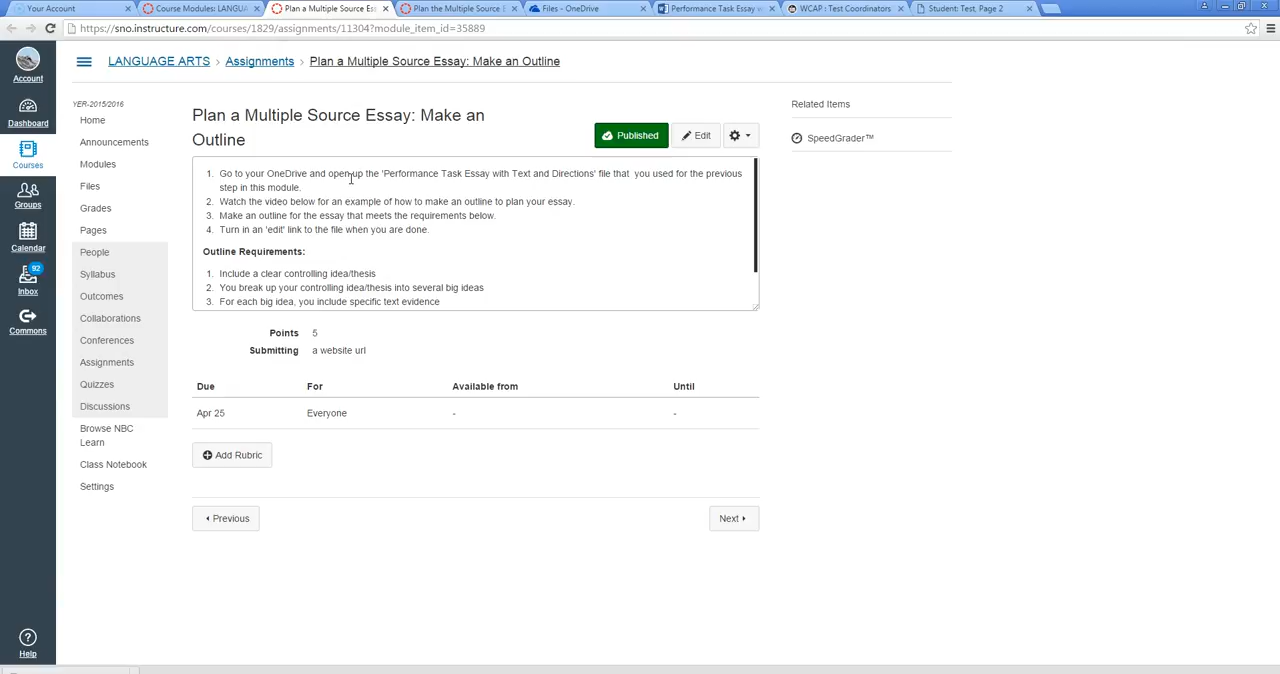 Your Account
Course Modules: LANGUA
Plan a Multiple Source Es
Plan the Multiple Source E
Files - OneDrive
Performance Task Essay w
WCAP : Test Coordinators
Student: Test, Page 2
https://sno.instructure.com/courses/1829/assignments/11304?module_item_id=35889
LANGUAGE ARTS › Assignments › Plan a Multiple Source Essay: Make an Outline
Account
Dashboard
Courses
Groups
Calendar
92
Inbox
Commons
Help
YER-2015/2016
Home
Announcements
Modules
Files
Grades
Pages
People
Syllabus
Outcomes
Collaborations
Conferences
Assignments
Quizzes
Discussions
Browse NBC
Learn
Class Notebook
Settings
Plan a Multiple Source Essay: Make an
Outline
Published
Edit
1. Go to your OneDrive and open up the 'Performance Task Essay with Text and Directions' file that you used for the previous
step in this module.
2. Watch the video below for an example of how to make an outline to plan your essay.
3. Make an outline for the essay that meets the requirements below.
4. Turn in an 'edit' link to the file when you are done.
Outline Requirements:
1. Include a clear controlling idea/thesis
2. You break up your controlling idea/thesis into several big ideas
3. For each big idea, you include specific text evidence
Points 5
Submitting a website url
Due For Available from Until
Apr 25 Everyone - -
Add Rubric
Previous
Next
Related Items
SpeedGrader™